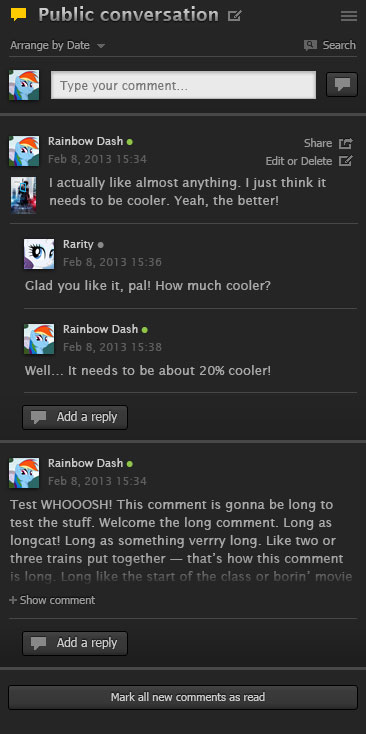 Public conversation
Arrange by Date
Search
Type your comment...
Rainbow Dash
Feb 8, 2013 15:34
Share
Edit or Delete
I actually like almost anything. I just think it
needs to be cooler. Yeah, the better!
Rarity
Feb 8, 2013 15:36
Glad you like it, pal! How much cooler?
Rainbow Dash
Feb 8, 2013 15:38
Well... It needs to be about 20% cooler!
Add a reply
Rainbow Dash
Feb 8, 2013 15:34
Test WHOOOSH! This comment is gonna be long to
test the stuff. Welcome the long comment. Long as
longcat! Long as something verrry long. Like two or
three trains put together — that's how this comment
is long. Long like the start of the class or borin' movie
+ Show comment
Add a reply
Mark all new comments as read